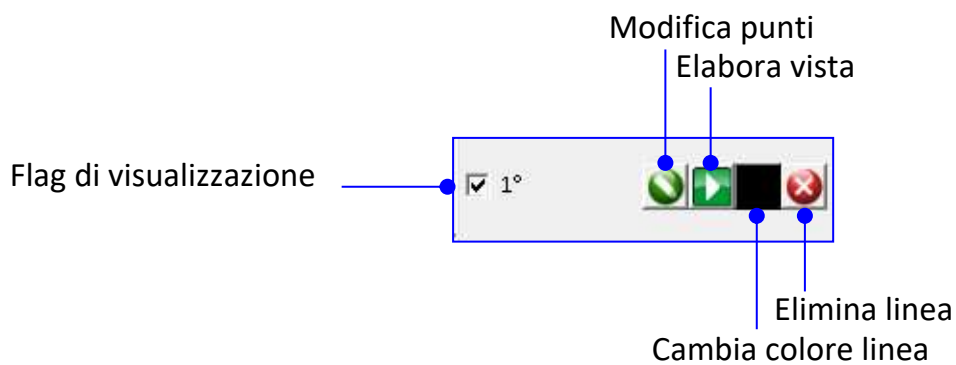 Modifica punti
Elabora vista
Flag di visualizzazione
1°
Elimina linea
Cambia colore linea